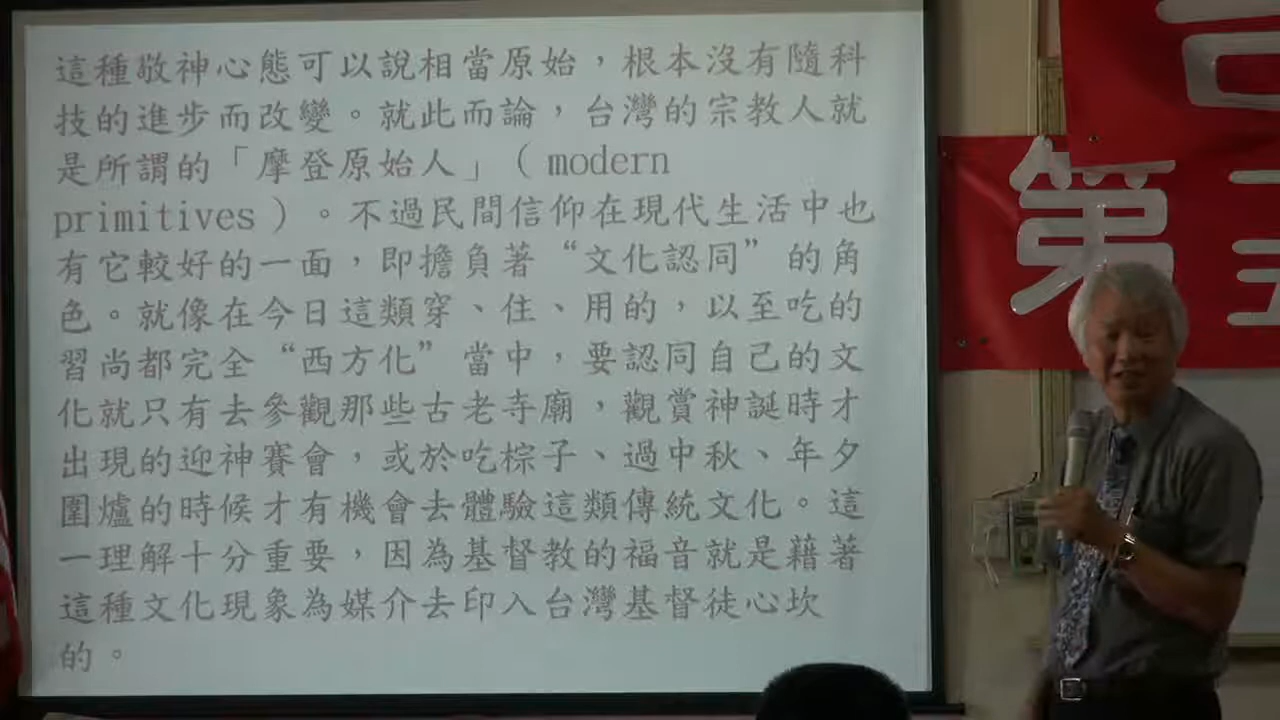 這種敬神心態可以說相當原始，根本沒有隨科
技的進步而改變。就此而論，台灣的宗教人就
是所謂的「摩登原始人」（modern
primitives）。不過民間信仰在現代生活中也
有它較好的一面，即擔負著“文化認同”的角
色。就像在今日這類穿、住、用的，以至吃的
習尚都完全“西方化”當中，要認同自己的文
化就只有去參觀那些古老寺廟，觀賞神誕時才
出現的迎神賽會，或於吃棕子、過中秋、年夕
圍爐的時候才有機會去體驗這類傳統文化。這
一理解十分重要，因為基督教的福音就是藉著
這種文化現象為媒介去印入台灣基督徒心坎
的。
第